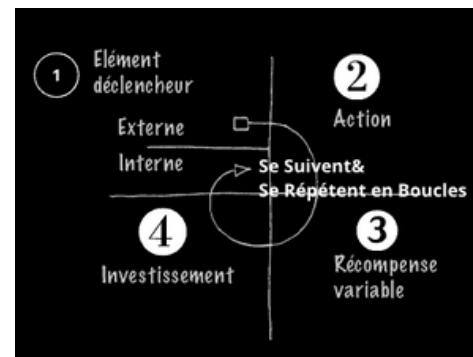 1
Elément
déclencheur
Externe
Interne
2
Action
Se Suivent&
Se Répétent en Boucles
4
Investissement
3
Récompense
variable